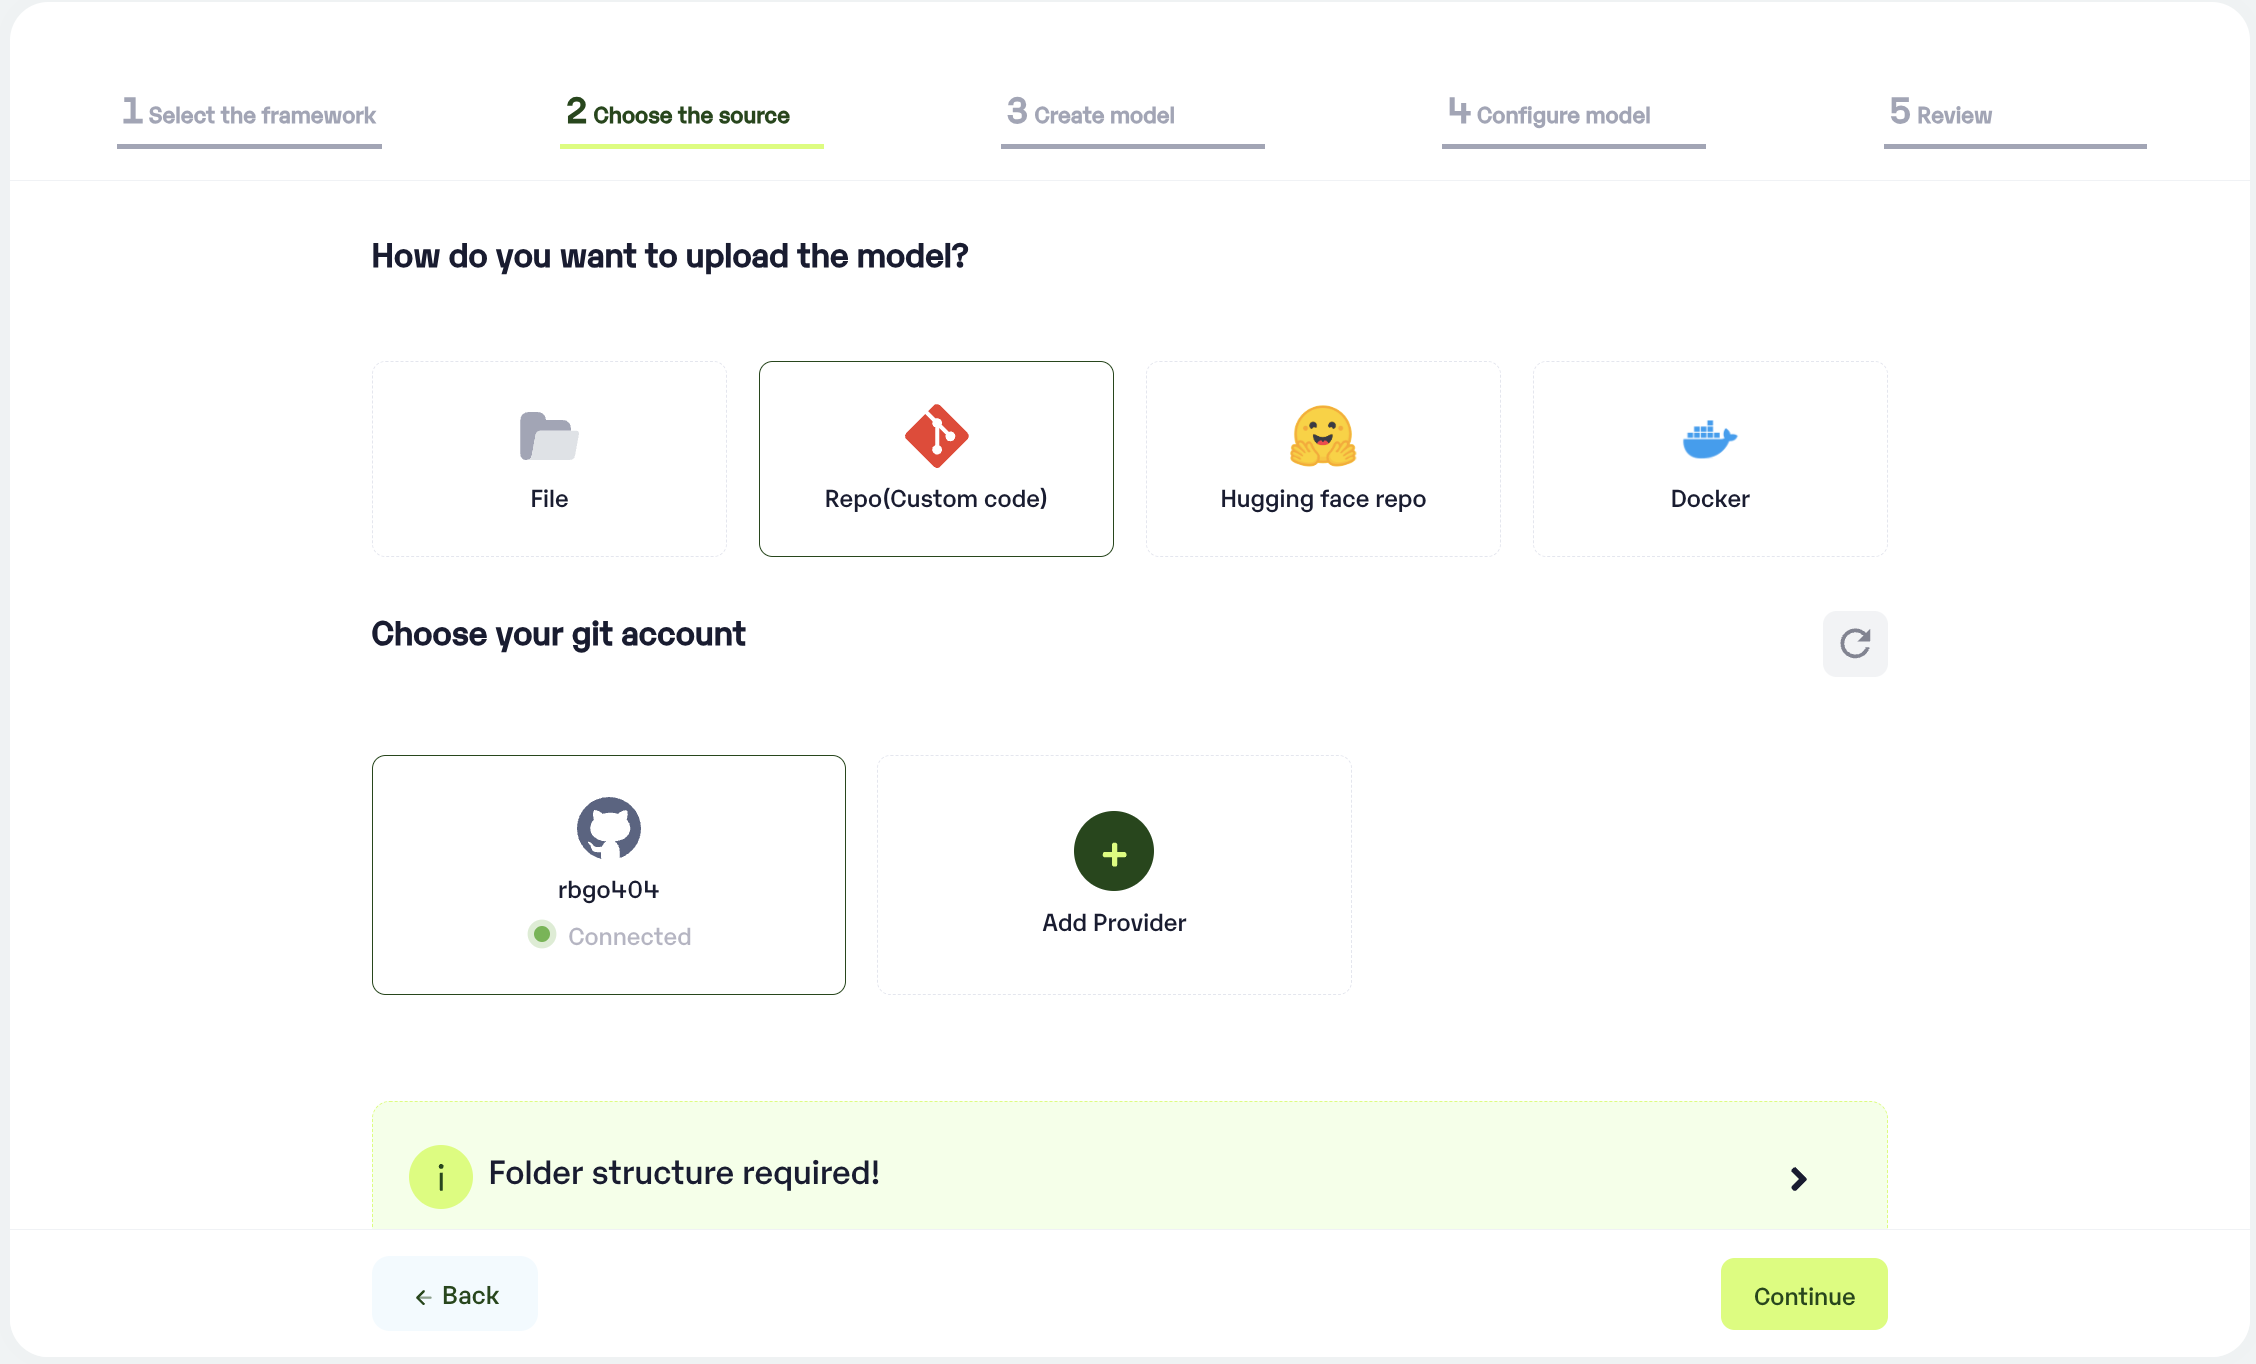 1 Select the framework
2 Choose the source
3 Create model
4 Configure model
5 Review
How do you want to upload the model?
File
Repo(Custom code)
Hugging face repo
Docker
Choose your git account
rbgo404
Connected
Add Provider
i
Folder structure required!
Back
Continue